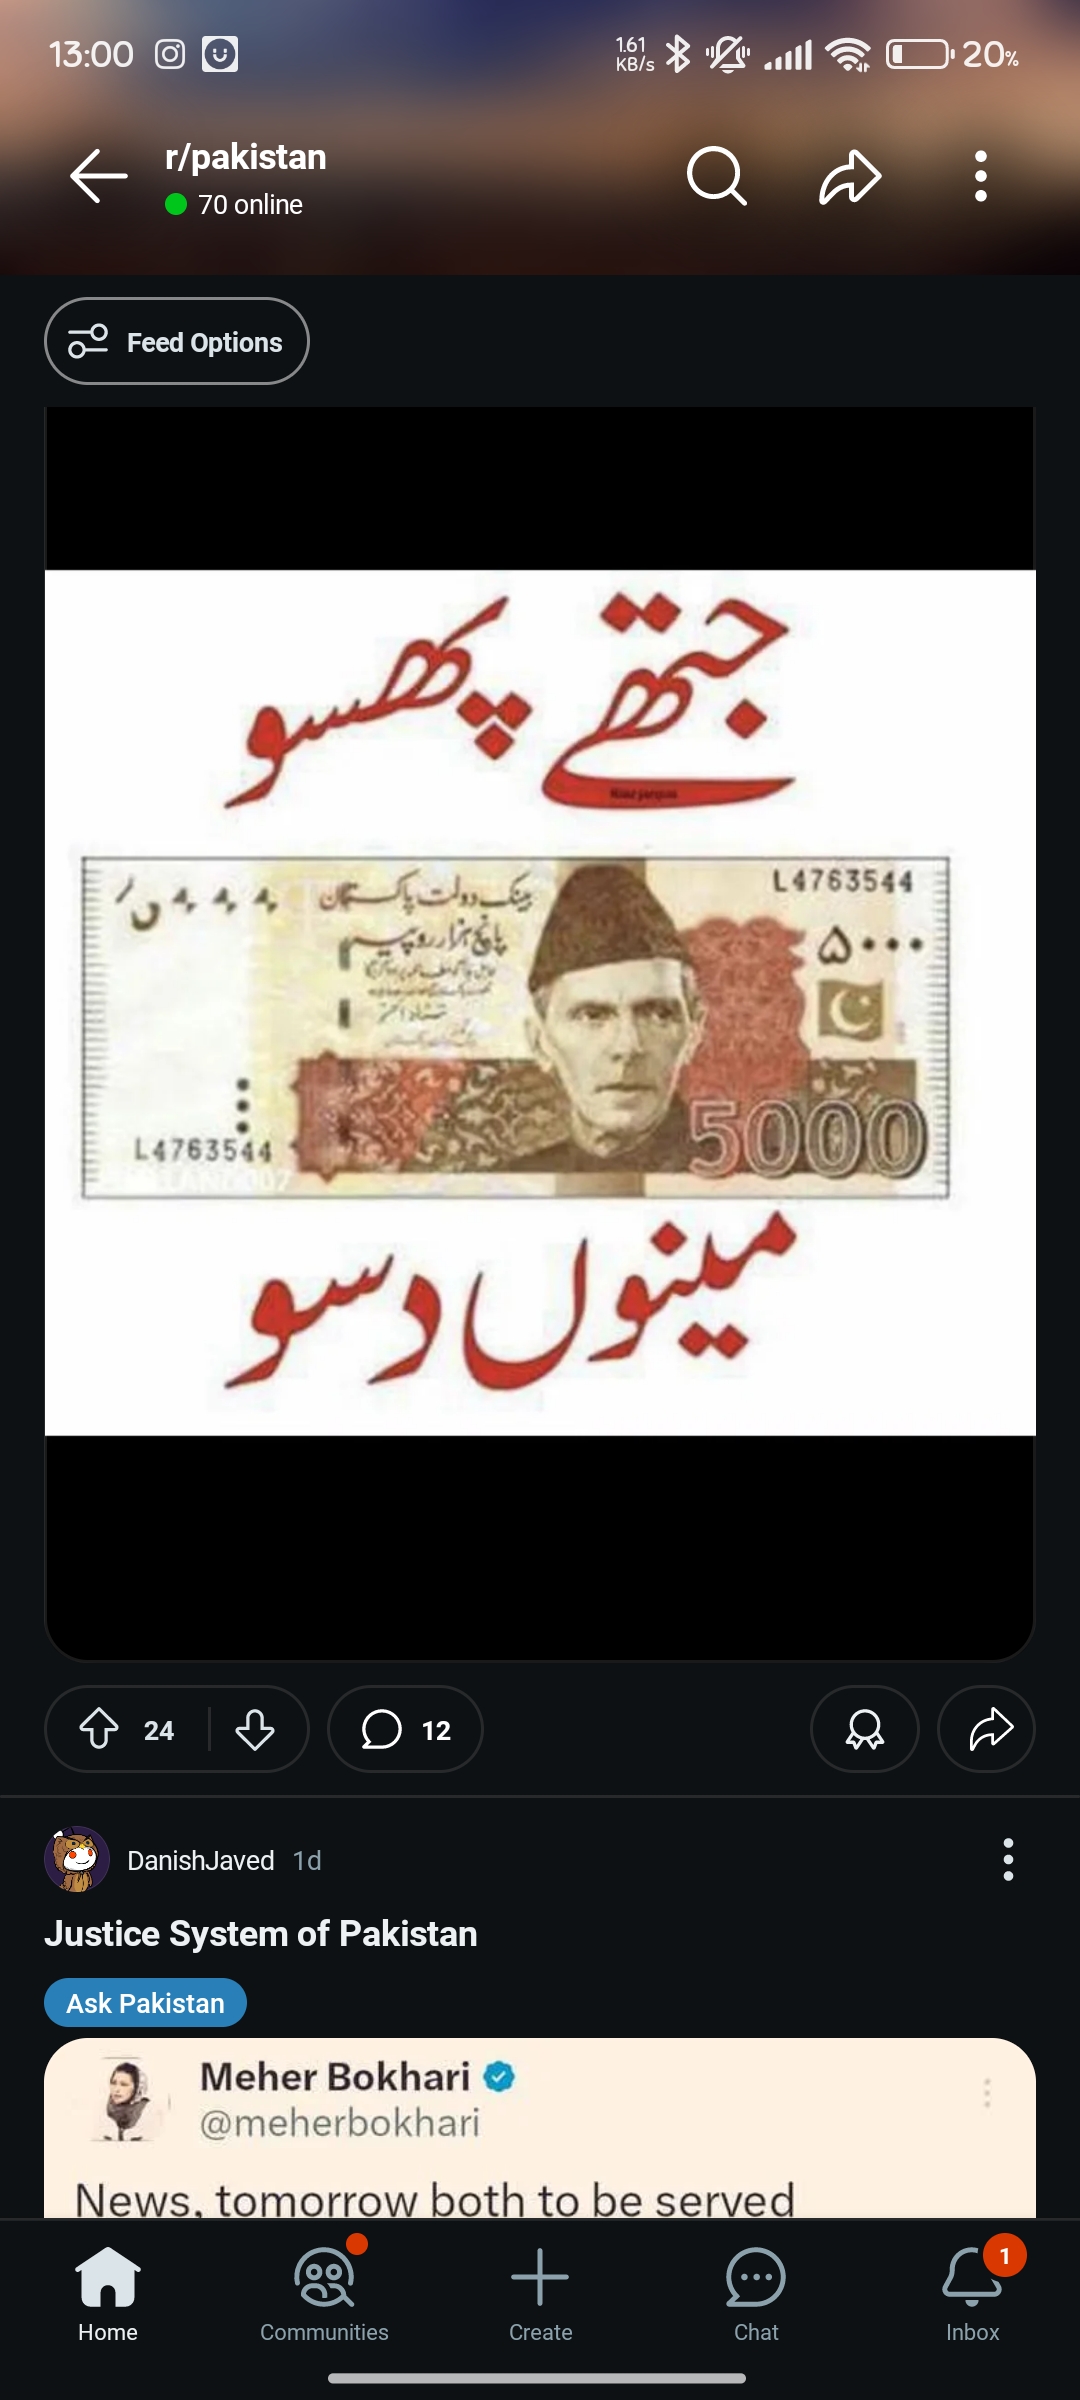 13:00
1.61 KB/s
20%
r/pakistan
70 online
Feed Options
جتھے پھسو
L4763544
بینک دولت پاکستان
پانچ ہزار روپیہ
۵۰۰۰
L4763544
5000
مینوں دسو
24
12
DanishJaved 1d
Justice System of Pakistan
Ask Pakistan
Meher Bokhari
@meherbokhari
News, tomorrow both to be served
Home
Communities
Create
Chat
1
Inbox